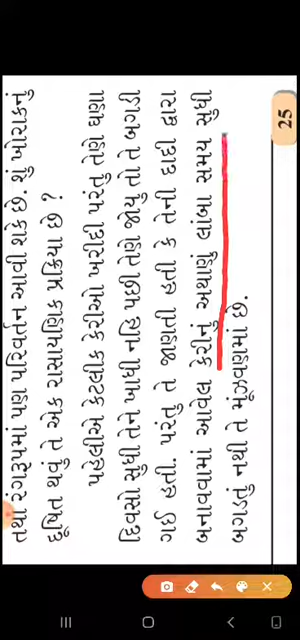 તથા રંગરૂપમાં પણ પરિવર્તન આવી શકે છે. શું ખોરાકનું
દૂષિત થવું તે એક રાસાયણિક પ્રક્રિયા છે ?
પહેલીએ કેટલીક કેરીઓ ખરીદી પરંતુ તેણે ઘણા
દિવસો સુધી તેને ખાધી નહિ પછી તેણે જોયું તો તે બગડી
ગઈ હતી. પરંતુ તે જાણતી હતી કે તેની દાદી દ્વારા
બનાવવામાં આવેલ કેરીનું અથાણું લાંબા સમય સુધી
બગડતું નથી તે મૂંઝવણમાં છે.
25